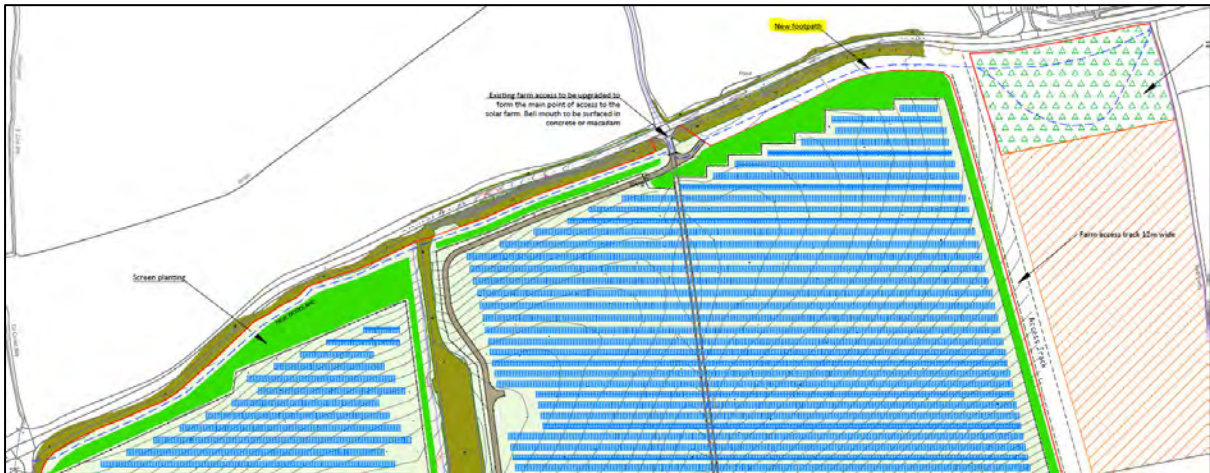 New footpath
Existing farm access to be upgraded to
form the main point of access to the
solar farm. Bell mouth to be surfaced in
concrete or macadam
Farm access track 12m wide
Screen planting
Access Track